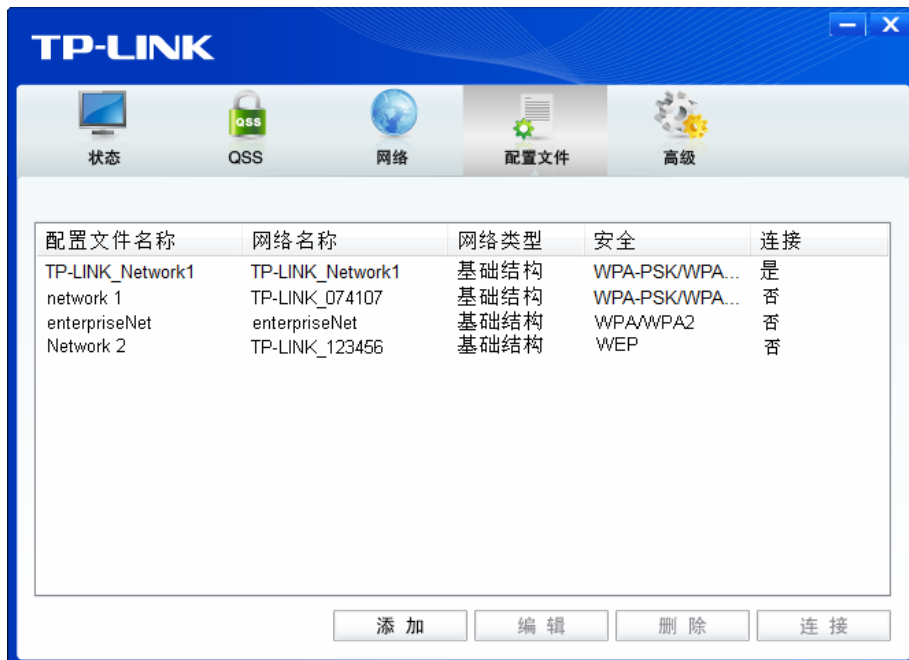 TP-LINK
QSS
状态 QSS 网络 配置文件 高级
配置文件名称 网络名称 网络类型 安全 连接
TP-LINK_Network1 TP-LINK_Network1 基础结构 WPA-PSK/WPA... 是
network 1 TP-LINK_074107 基础结构 WPA-PSK/WPA... 否
enterpriseNet enterpriseNet 基础结构 WPA/WPA2 否
Network 2 TP-LINK_123456 基础结构 WEP 否
添加 编辑 删除 连接